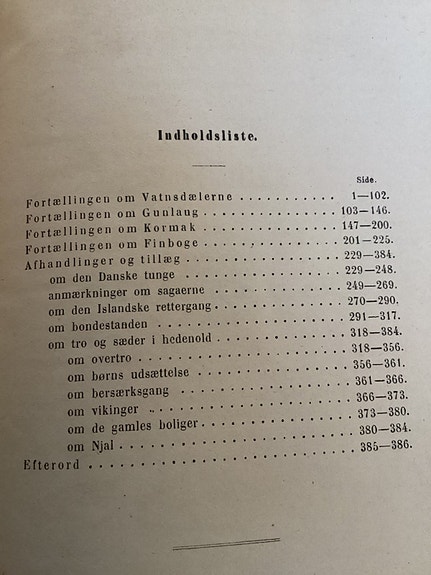 Indholdsliste.
Side.
Fortællingen om Vatnsdælerne . . . . . . . . . . . 1—102.
Fortællingen om Gunlaug . . . . . . . . . . . . . 103—146.
Fortællingen om Kormak . . . . . . . . . . . . . 147—200.
Fortællingen om Finboge . . . . . . . . . . . . . 201—225.
Afhandlinger og tillæg . . . . . . . . . . . . . 229—384.
om den Danske tunge . . . . . . . . . . . . . 229—248.
anmærkninger om sagaerne . . . . . . . . . . . 249—269.
om den Islandske rettergang . . . . . . . . . . 270—290.
om bondestanden . . . . . . . . . . . . . . . 291—317.
om tro og sæder i hedenold . . . . . . . . . . 318—384.
om overtro . . . . . . . . . . . . . . . . . 318—356.
om børns udsættelse . . . . . . . . . . . . . 356—361.
om bersærksgang . . . . . . . . . . . . . . . 361—366.
om vikinger . . . . . . . . . . . . . . . . . 366—373.
om de gamles boliger . . . . . . . . . . . . . 373—380.
om Njal . . . . . . . . . . . . . . . . . . . 380—384.
Efterord . . . . . . . . . . . . . . . . . . . 385—386.